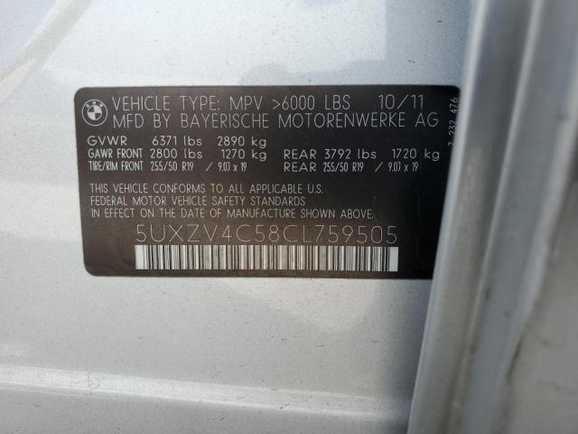 VEHICLE TYPE: MPV >6000 LBS 10/11
MFD BY BAYERISCHE MOTORENWERKE AG
GVWR 6371 lbs 2890 kg
GAWR FRONT 2800 lbs 1270 kg REAR 3792 lbs 1720 kg
TIRE/RIM FRONT 255/50 R19 / 9.0J x 19 REAR 255/50 R19 / 9.0J x 19
THIS VEHICLE CONFORMS TO ALL APPLICABLE U.S.
FEDERAL MOTOR VEHICLE SAFETY STANDARDS
IN EFFECT ON THE DATE OF MANUFACTURE SHOWN ABOVE.
5UXZV4C58CL759505
7 232 476